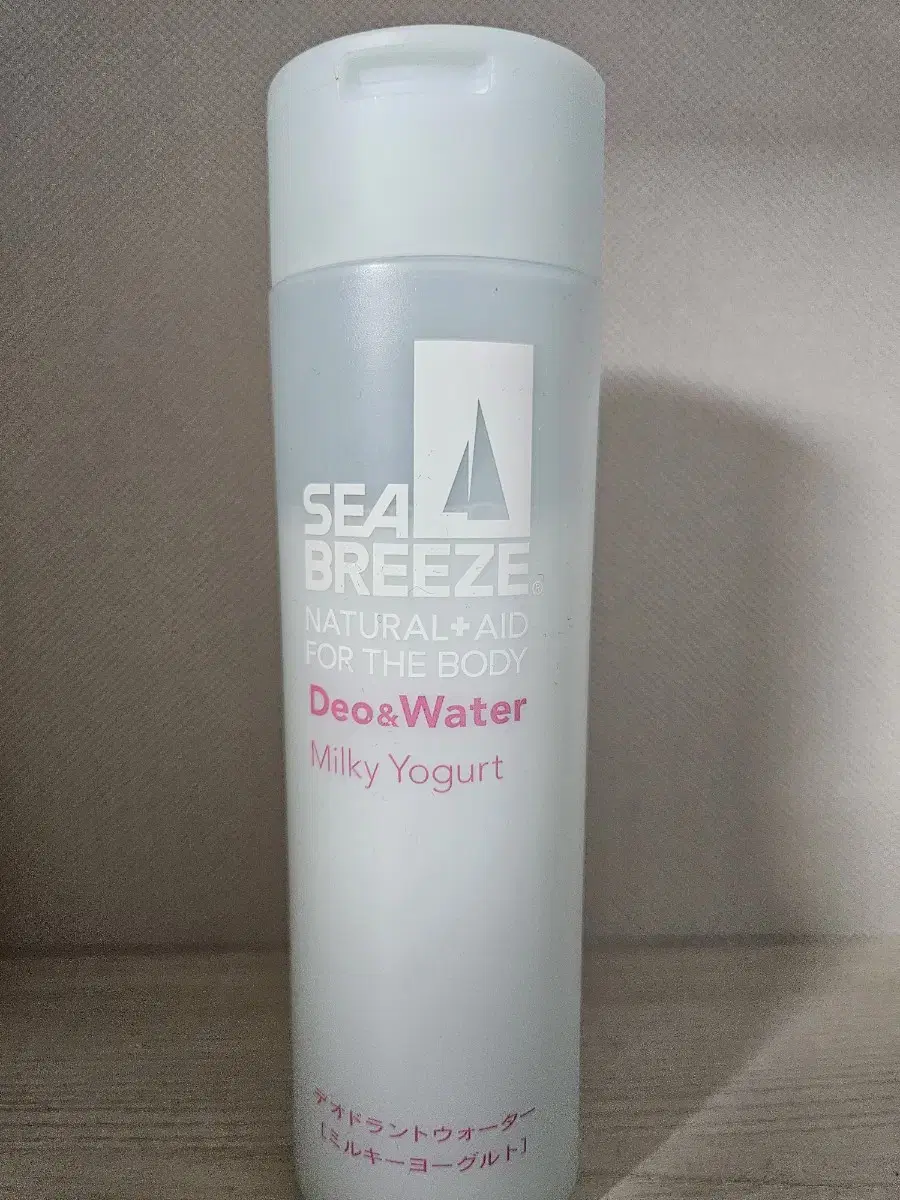 SEA
BREEZE®
NATURAL+AID
FOR THE BODY
Deo&Water
Milky Yogurt
デオドラントウォーター
[ミルキーヨーグルト]